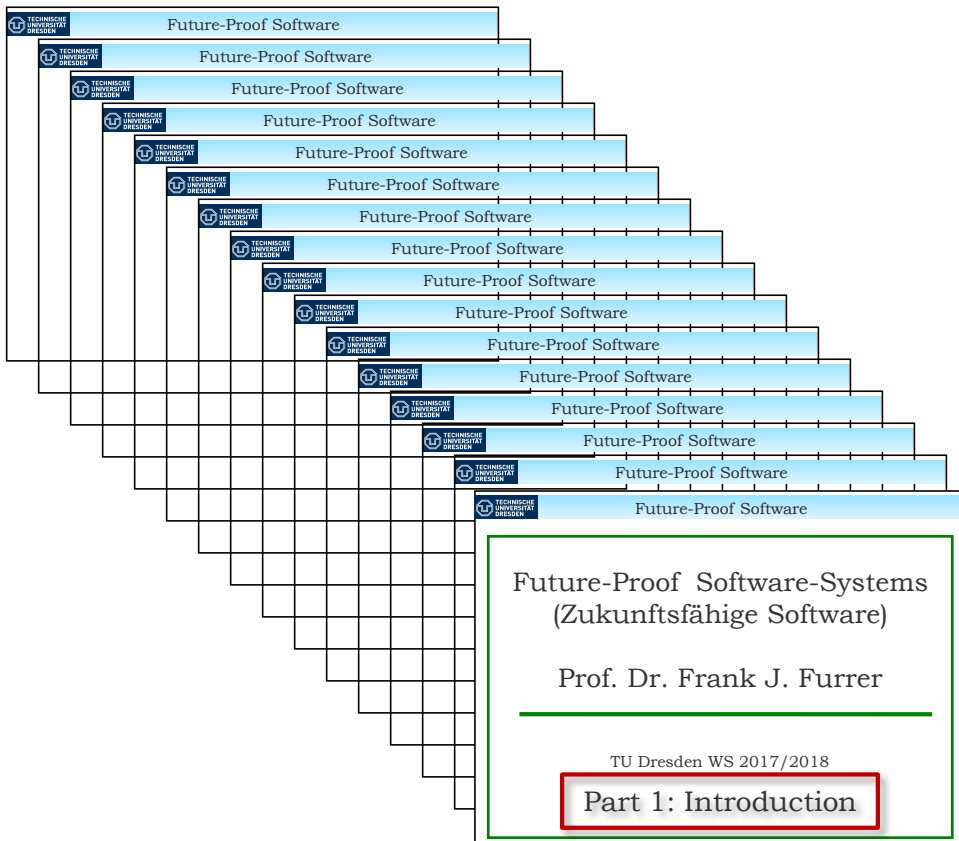 TECHNISCHE
UNIVERSITÄT
DRESDEN
Future-Proof Software
TECHNISCHE
UNIVERSITÄT
DRESDEN
Future-Proof Software
TECHNISCHE
UNIVERSITÄT
DRESDEN
Future-Proof Software
TECHNISCHE
UNIVERSITÄT
DRESDEN
Future-Proof Software
TECHNISCHE
UNIVERSITÄT
DRESDEN
Future-Proof Software
TECHNISCHE
UNIVERSITÄT
DRESDEN
Future-Proof Software
TECHNISCHE
UNIVERSITÄT
DRESDEN
Future-Proof Software
TECHNISCHE
UNIVERSITÄT
DRESDEN
Future-Proof Software
TECHNISCHE
UNIVERSITÄT
DRESDEN
Future-Proof Software
TECHNISCHE
UNIVERSITÄT
DRESDEN
Future-Proof Software
TECHNISCHE
UNIVERSITÄT
DRESDEN
Future-Proof Software
TECHNISCHE
UNIVERSITÄT
DRESDEN
Future-Proof Software
TECHNISCHE
UNIVERSITÄT
DRESDEN
Future-Proof Software
TECHNISCHE
UNIVERSITÄT
DRESDEN
Future-Proof Software
TECHNISCHE
UNIVERSITÄT
DRESDEN
Future-Proof Software
TECHNISCHE
UNIVERSITÄT
DRESDEN
Future-Proof Software
Future-Proof Software-Systems
(Zukunftsfähige Software)
Prof. Dr. Frank J. Furrer
TU Dresden WS 2017/2018
Part 1: Introduction